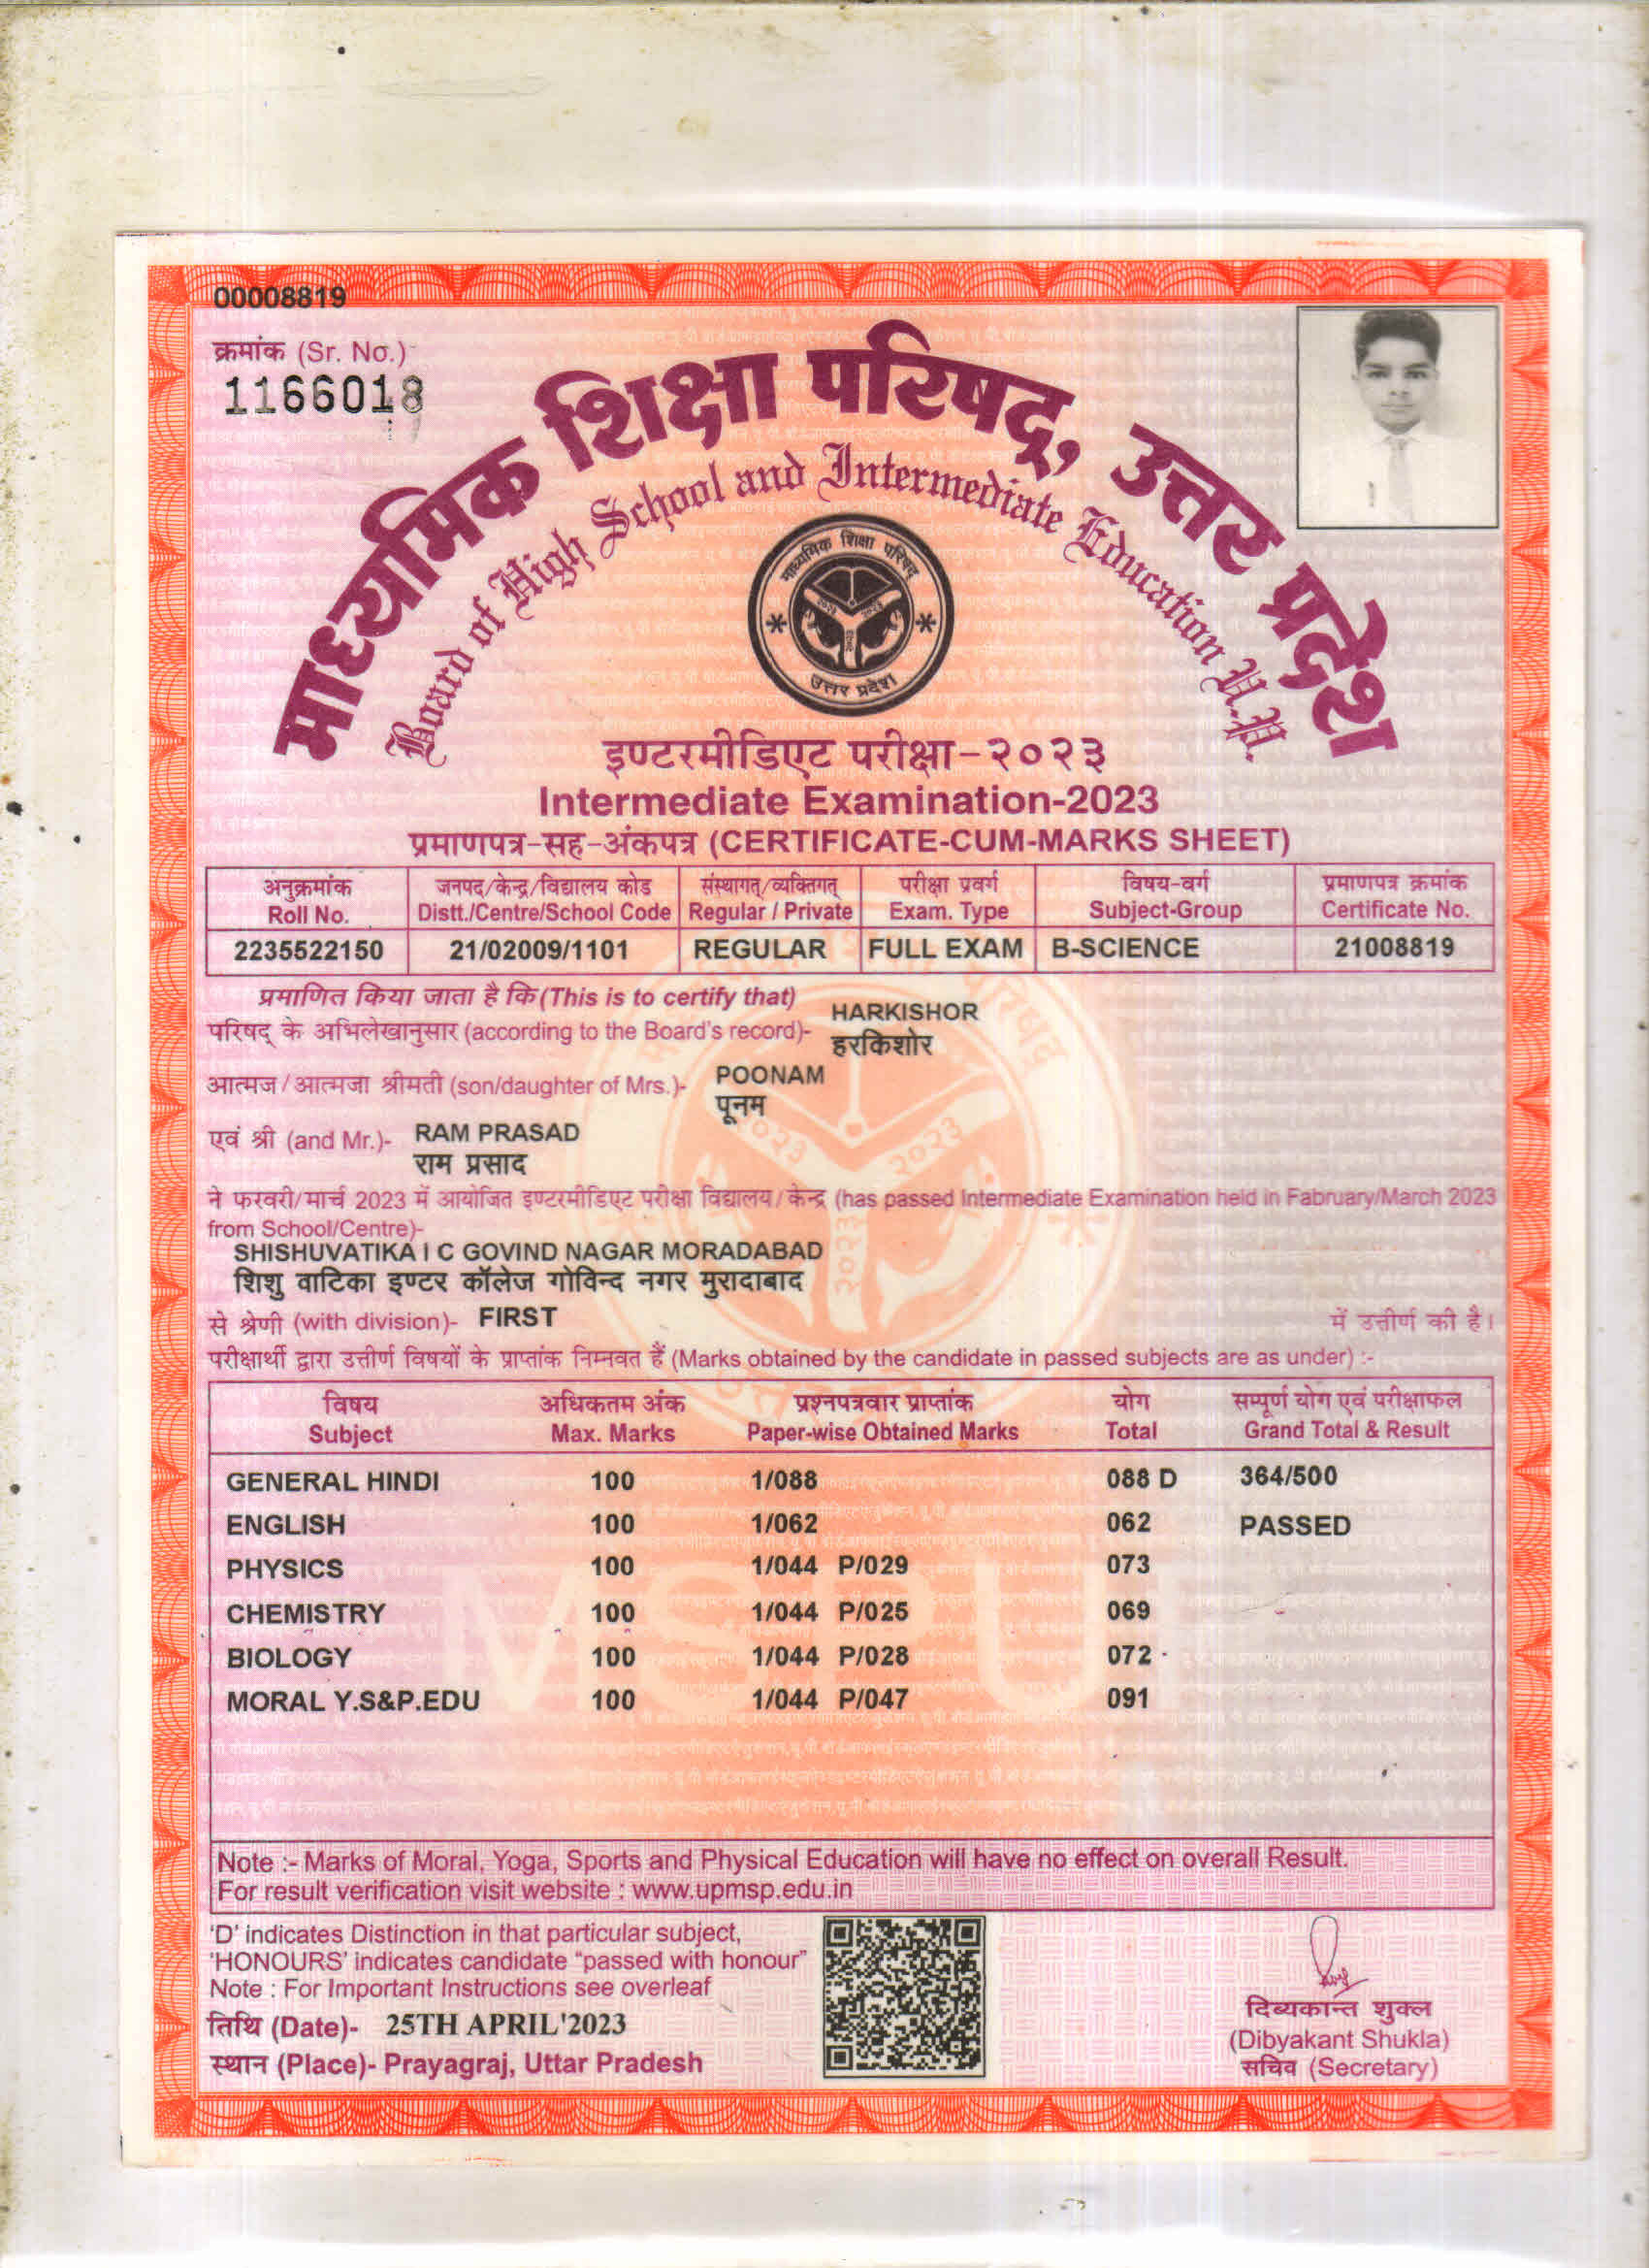 00008819
क्रमांक (Sr. No.)
1166018
माध्यमिक शिक्षा परिषद्, उत्तर प्रदेश
Board of High School and Intermediate Education U.P.
माध्यमिक शिक्षा परिषद्
उत्तर प्रदेश
इण्टरमीडिएट परीक्षा-२०२३
Intermediate Examination-2023
प्रमाणपत्र-सह-अंकपत्र (CERTIFICATE-CUM-MARKS SHEET)
अनुक्रमांक जनपद/केन्द्र/विद्यालय कोड संस्थागत्/व्यक्तिगत् परीक्षा प्रवर्ग विषय-वर्ग प्रमाणपत्र क्रमांक
Roll No. Distt./Centre/School Code Regular / Private Exam. Type Subject-Group Certificate No.
2235522150 21/02009/1101 REGULAR FULL EXAM B-SCIENCE 21008819
प्रमाणित किया जाता है कि (This is to certify that)
परिषद् के अभिलेखानुसार (according to the Board's record)- HARKISHOR
हरकिशोर
आत्मज/आत्मजा श्रीमती (son/daughter of Mrs.)- POONAM
पूनम
एवं श्री (and Mr.)- RAM PRASAD
राम प्रसाद
ने फरवरी/मार्च 2023 में आयोजित इण्टरमीडिएट परीक्षा विद्यालय/केन्द्र (has passed Intermediate Examination held in Fabruary/March 2023
from School/Centre)-
SHISHUVATIKA I C GOVIND NAGAR MORADABAD
शिशु वाटिका इण्टर कॉलेज गोविन्द नगर मुरादाबाद
से श्रेणी (with division)- FIRST में उत्तीर्ण की है।
परीक्षार्थी द्वारा उत्तीर्ण विषयों के प्राप्तांक निम्नवत हैं (Marks obtained by the candidate in passed subjects are as under) :-
विषय अधिकतम अंक प्रश्नपत्रवार प्राप्तांक योग सम्पूर्ण योग एवं परीक्षाफल
Subject Max. Marks Paper-wise Obtained Marks Total Grand Total & Result
GENERAL HINDI 100 1/088 088 D 364/500
ENGLISH 100 1/062 062 PASSED
PHYSICS 100 1/044 P/029 073
CHEMISTRY 100 1/044 P/025 069
BIOLOGY 100 1/044 P/028 072
MORAL Y.S&P.EDU 100 1/044 P/047 091
Note :- Marks of Moral, Yoga, Sports and Physical Education will have no effect on overall Result.
For result verification visit website : www.upmsp.edu.in
'D' indicates Distinction in that particular subject,
'HONOURS' indicates candidate "passed with honour"
Note : For Important Instructions see overleaf
तिथि (Date)- 25TH APRIL'2023
स्थान (Place)- Prayagraj, Uttar Pradesh
दिब्यकान्त शुक्ल
(Dibyakant Shukla)
सचिव (Secretary)